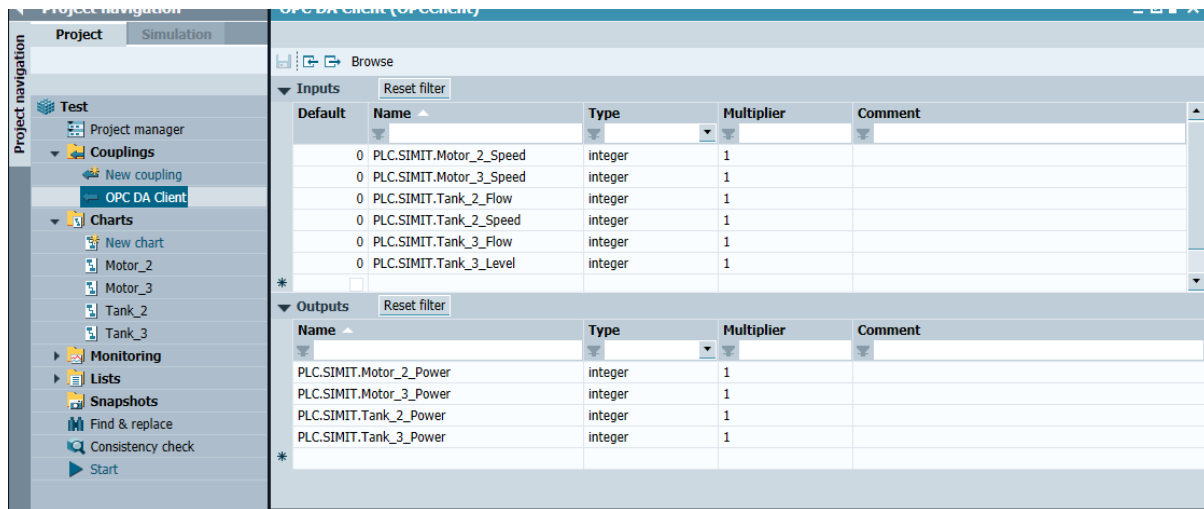 Project navigation
OPC DA Client (OPCClient)
Project navigation
Project Simulation
Browse
Inputs Reset filter
Test
Project manager
Couplings
New coupling
OPC DA Client
Charts
New chart
Motor_2
Motor_3
Tank_2
Tank_3
Monitoring
Lists
Snapshots
Find & replace
Consistency check
Start
Default Name Type Multiplier Comment
0 PLC.SIMIT.Motor_2_Speed integer 1
0 PLC.SIMIT.Motor_3_Speed integer 1
0 PLC.SIMIT.Tank_2_Flow integer 1
0 PLC.SIMIT.Tank_2_Speed integer 1
0 PLC.SIMIT.Tank_3_Flow integer 1
0 PLC.SIMIT.Tank_3_Level integer 1
Outputs Reset filter
Name Type Multiplier Comment
PLC.SIMIT.Motor_2_Power integer 1
PLC.SIMIT.Motor_3_Power integer 1
PLC.SIMIT.Tank_2_Power integer 1
PLC.SIMIT.Tank_3_Power integer 1